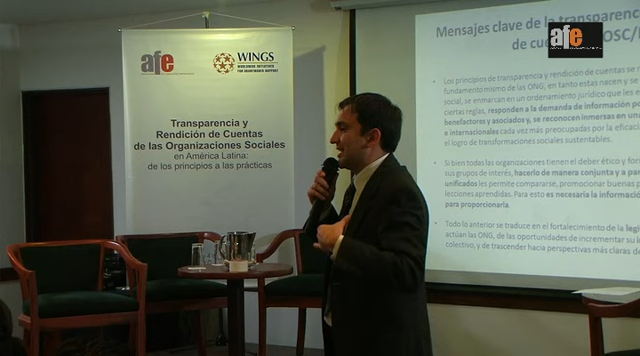 afe
WINGS
WORLDWIDE INITIATIVES
FOR GRANTMAKER SUPPORT
Transparencia y
Rendición de Cuentas
de las Organizaciones Sociales
en América Latina:
de los principios a las prácticas
Mensajes clave de la transparenc
de cue OSC/
afe
Los principios de transparencia y rendición de cuentas se
fundamento mismo de las ONG, en tanto estas nacen y se
social, se enmarcan en un ordenamiento jurídico que les e
ciertas reglas, responden a la demanda de información po
benefactores y asociados y, se reconocen inmersas en una
e internacionales cada vez más preocupadas por la eficacia
el logro de transformaciones sociales sustentables.
Si bien todas las organizaciones tienen el deber ético y for
sus grupos de interés, hacerlo de manera conjunta y a par
unificados les permite compararse, promocionar buenas p
lecciones aprendidas. Para esto es necesaria la información
para proporcionarla.
Todo lo anterior se traduce en el fortalecimiento de la legi
actúan las ONG, de las oportunidades de incrementar su
colectivo, y de trascender hacia perspectivas más claras de